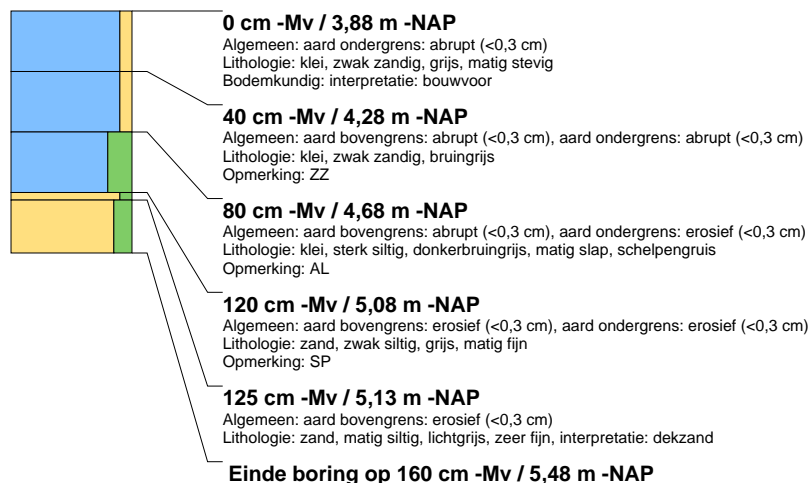 0 cm -Mv / 3,88 m -NAP
Algemeen: aard ondergrens: abrupt (<0,3 cm)
Lithologie: klei, zwak zandig, grijs, matig stevig
Bodemkundig: interpretatie: bouwvoor
40 cm -Mv / 4,28 m -NAP
Algemeen: aard bovengrens: abrupt (<0,3 cm), aard ondergrens: abrupt (<0,3 cm)
Lithologie: klei, zwak zandig, bruingrijs
Opmerking: ZZ
80 cm -Mv / 4,68 m -NAP
Algemeen: aard bovengrens: abrupt (<0,3 cm), aard ondergrens: erosief (<0,3 cm)
Lithologie: klei, sterk siltig, donkerbruingrijs, matig slap, schelpengruis
Opmerking: AL
120 cm -Mv / 5,08 m -NAP
Algemeen: aard bovengrens: erosief (<0,3 cm), aard ondergrens: erosief (<0,3 cm)
Lithologie: zand, zwak siltig, grijs, matig fijn
Opmerking: SP
125 cm -Mv / 5,13 m -NAP
Algemeen: aard bovengrens: erosief (<0,3 cm)
Lithologie: zand, matig siltig, lichtgrijs, zeer fijn, interpretatie: dekzand
Einde boring op 160 cm -Mv / 5,48 m -NAP